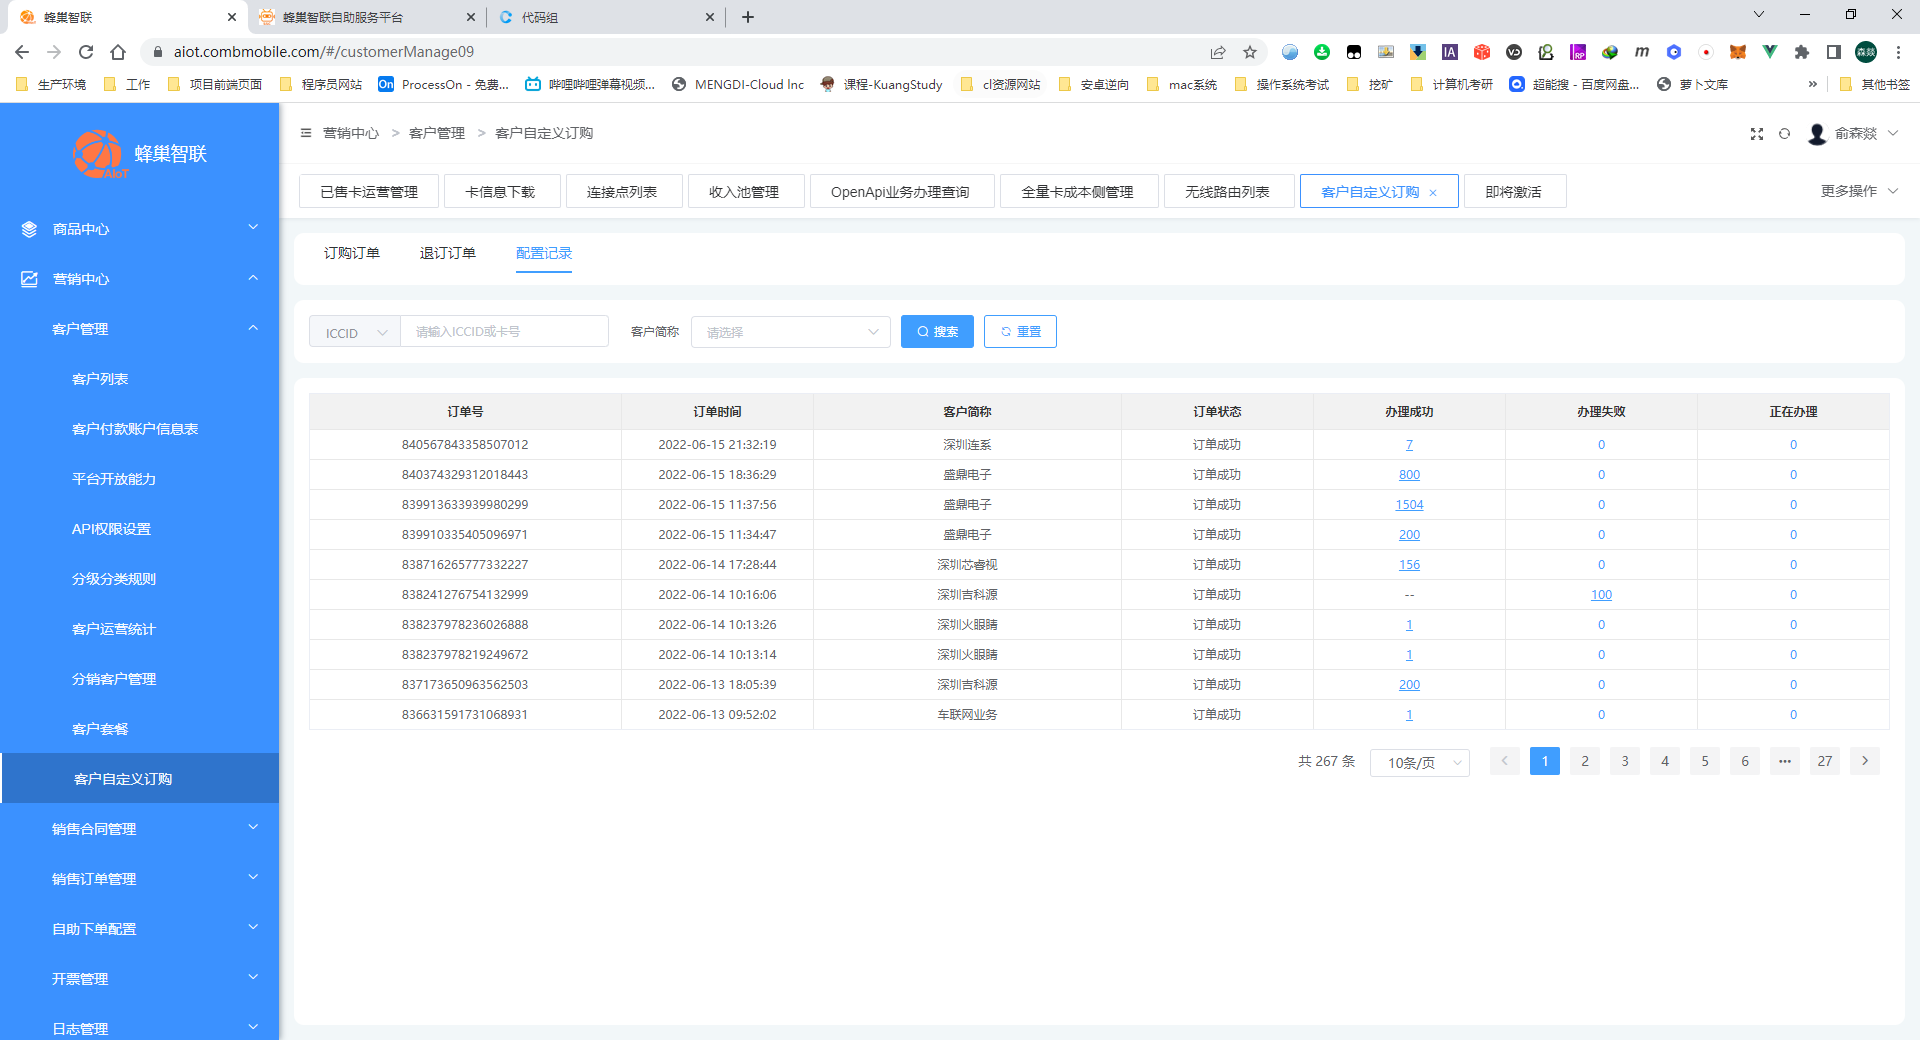 蜂巢智联
蜂巢智联自助服务平台
代码组
aiot.combmobile.com/#/customerManage09
生产环境
工作
项目前端页面
程序员网站
ProcessOn - 免费...
哔哩哔哩弹幕视频...
MENGDI-Cloud Inc
课程-KuangStudy
cl资源网站
安卓逆向
mac系统
操作系统考试
挖矿
计算机考研
超能搜 - 百度网盘...
萝卜文库
»
其他书签
蜂巢智联
AIoT
商品中心
营销中心
客户管理
客户列表
客户付款账户信息表
平台开放能力
API权限设置
分级分类规则
客户运营统计
分销客户管理
客户套餐
客户自定义订购
销售合同管理
销售订单管理
自助下单配置
开票管理
日志管理
营销中心 > 客户管理 > 客户自定义订购
俞森燚
已售卡运营管理
卡信息下载
连接点列表
收入池管理
OpenApi业务办理查询
全量卡成本侧管理
无线路由列表
客户自定义订购 ×
即将激活
更多操作
订购订单 退订订单 配置记录
ICCID 请输入ICCID或卡号 客户简称 请选择 搜索 重置
订单号 订单时间 客户简称 订单状态 办理成功 办理失败 正在办理
840567843358507012 2022-06-15 21:32:19 深圳连系 订单成功 7 0 0
840374329312018443 2022-06-15 18:36:29 盛鼎电子 订单成功 800 0 0
839913633939980299 2022-06-15 11:37:56 盛鼎电子 订单成功 1504 0 0
839910335405096971 2022-06-15 11:34:47 盛鼎电子 订单成功 200 0 0
838716265777332227 2022-06-14 17:28:44 深圳芯睿视 订单成功 156 0 0
838241276754132999 2022-06-14 10:16:06 深圳吉科源 订单成功 -- 100 0
838237978236026888 2022-06-14 10:13:26 深圳火眼睛 订单成功 1 0 0
838237978219249672 2022-06-14 10:13:14 深圳火眼睛 订单成功 1 0 0
837173650963562503 2022-06-13 18:05:39 深圳吉科源 订单成功 200 0 0
836631591731068931 2022-06-13 09:52:02 车联网业务 订单成功 1 0 0
共 267 条 10条/页 < 1 2 3 4 5 6 ••• 27 >